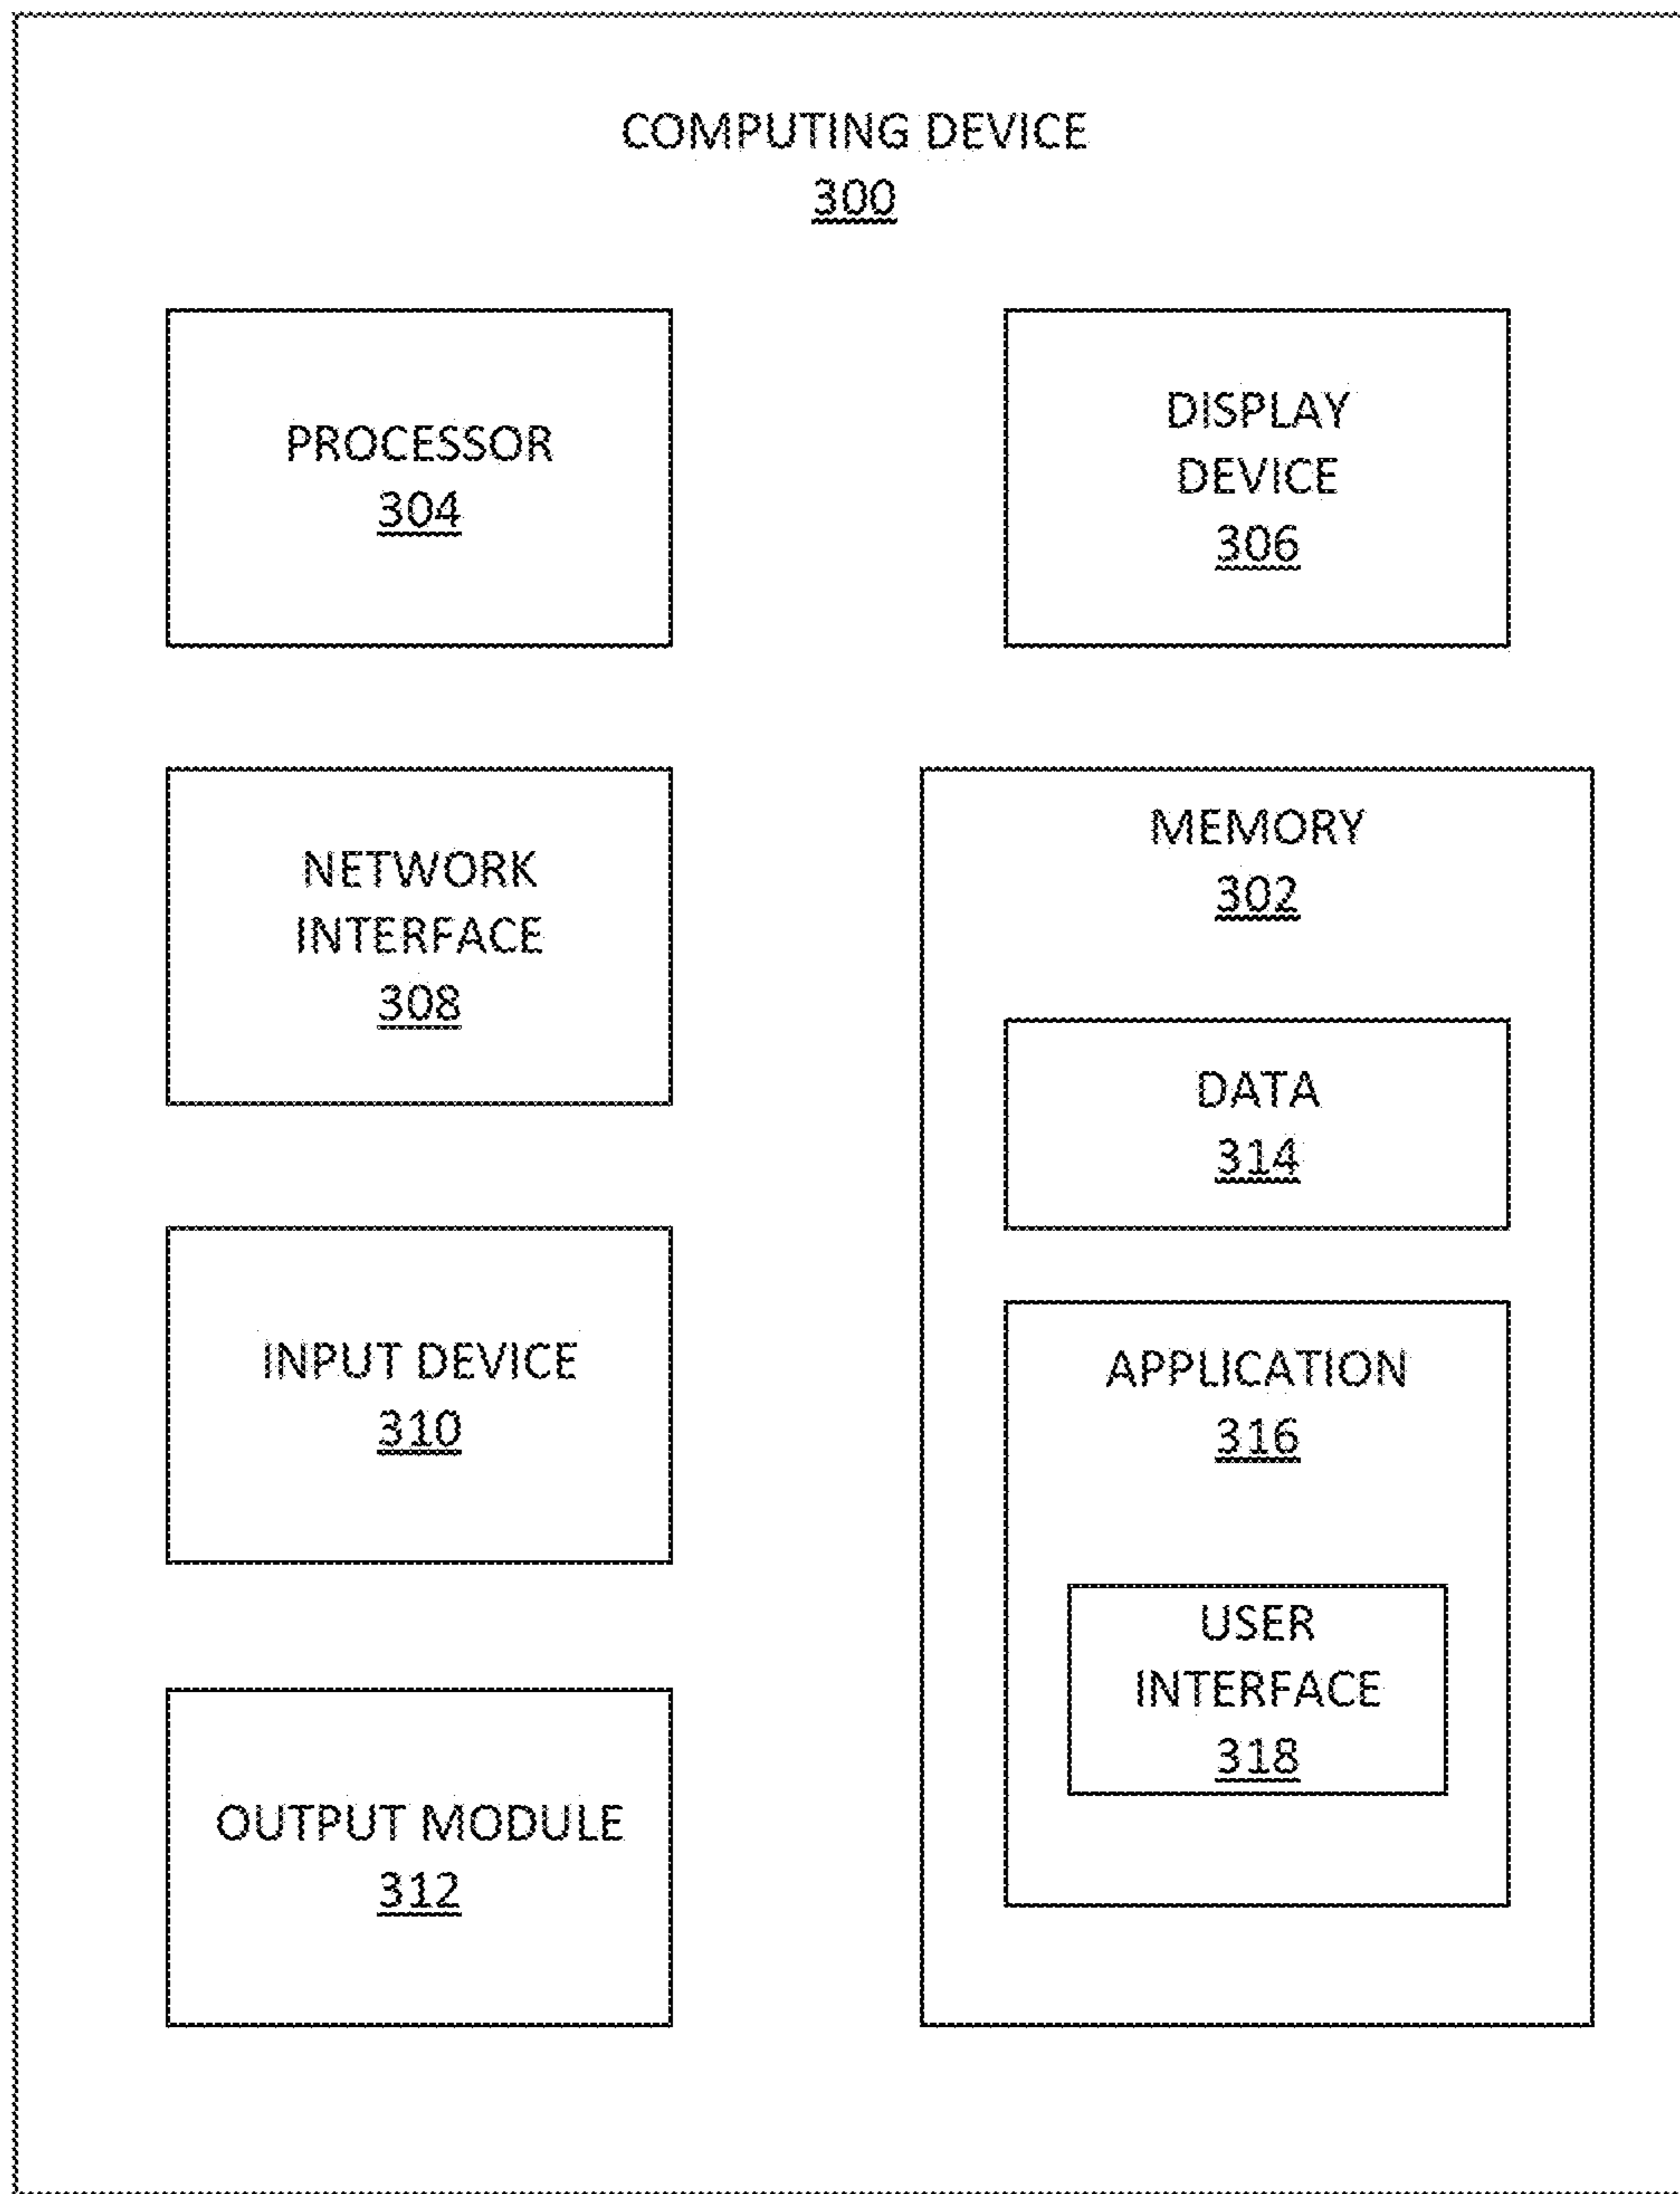 COMPUTING DEVICE
300
PROCESSOR
304
DISPLAY
DEVICE
306
NETWORK
INTERFACE
308
MEMORY
302
DATA
314
INPUT DEVICE
310
APPLICATION
316
USER
INTERFACE
318
OUTPUT MODULE
312